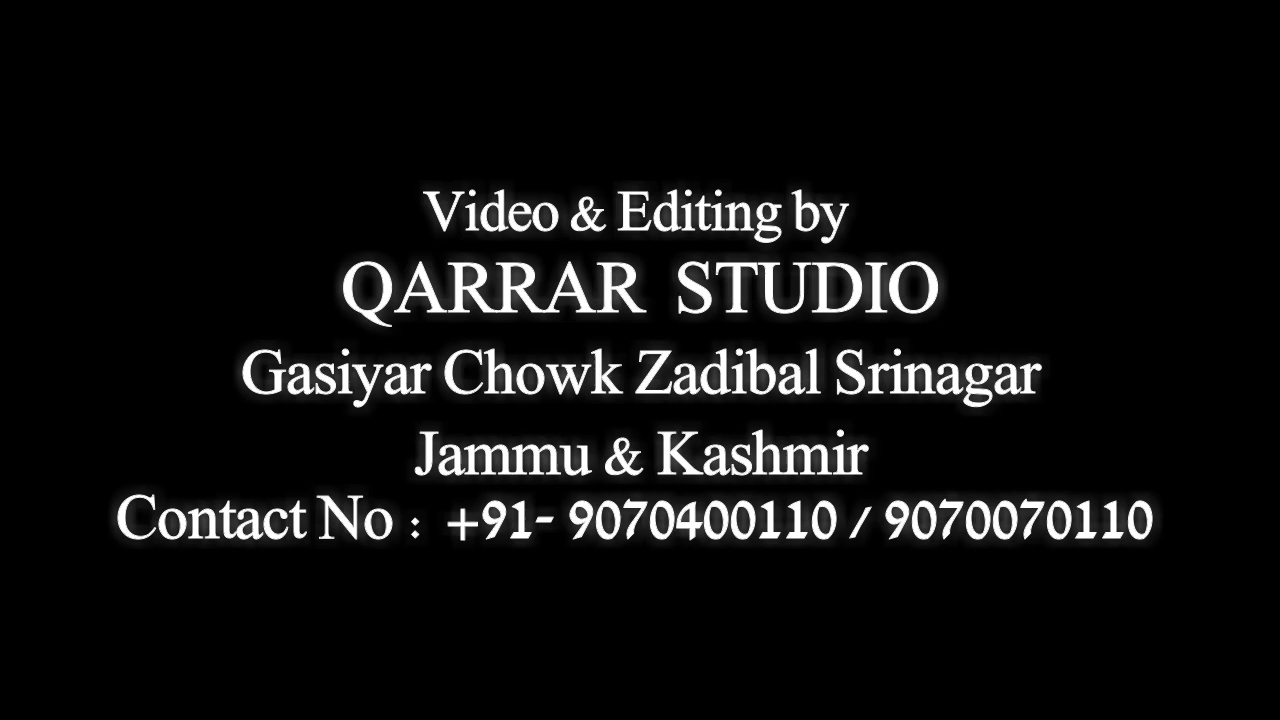 Video & Editing by
QARRAR STUDIO
Gasiyar Chowk Zadibal Srinagar
Jammu & Kashmir
Contact No : +91- 9070400110 / 9070070110